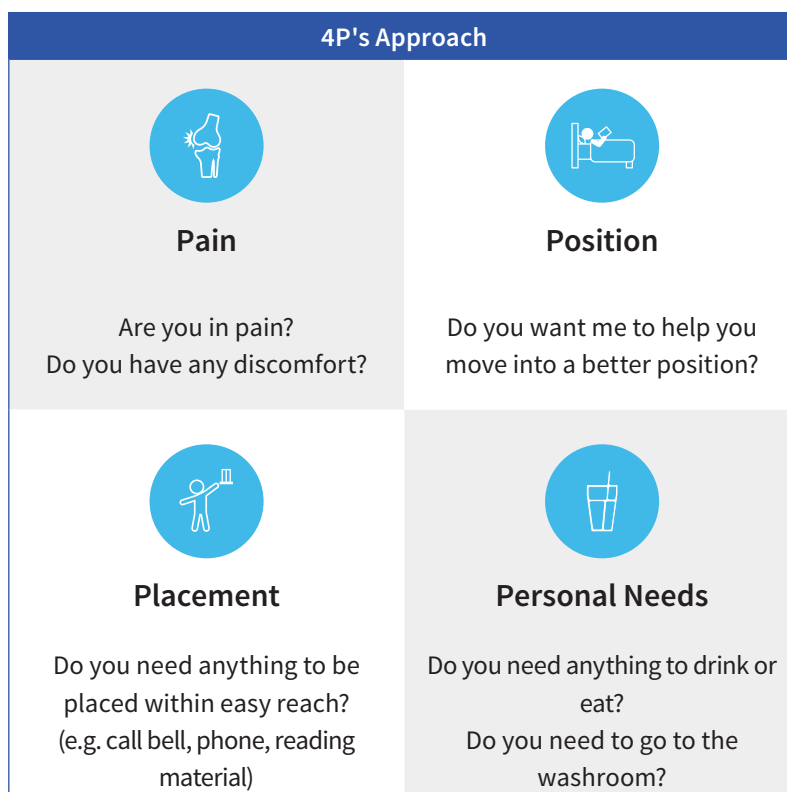 4P's Approach
Pain
Are you in pain?
Do you have any discomfort?
Position
Do you want me to help you
move into a better position?
Placement
Do you need anything to be
placed within easy reach?
(e.g. call bell, phone, reading
material)
Personal Needs
Do you need anything to drink or
eat?
Do you need to go to the
washroom?